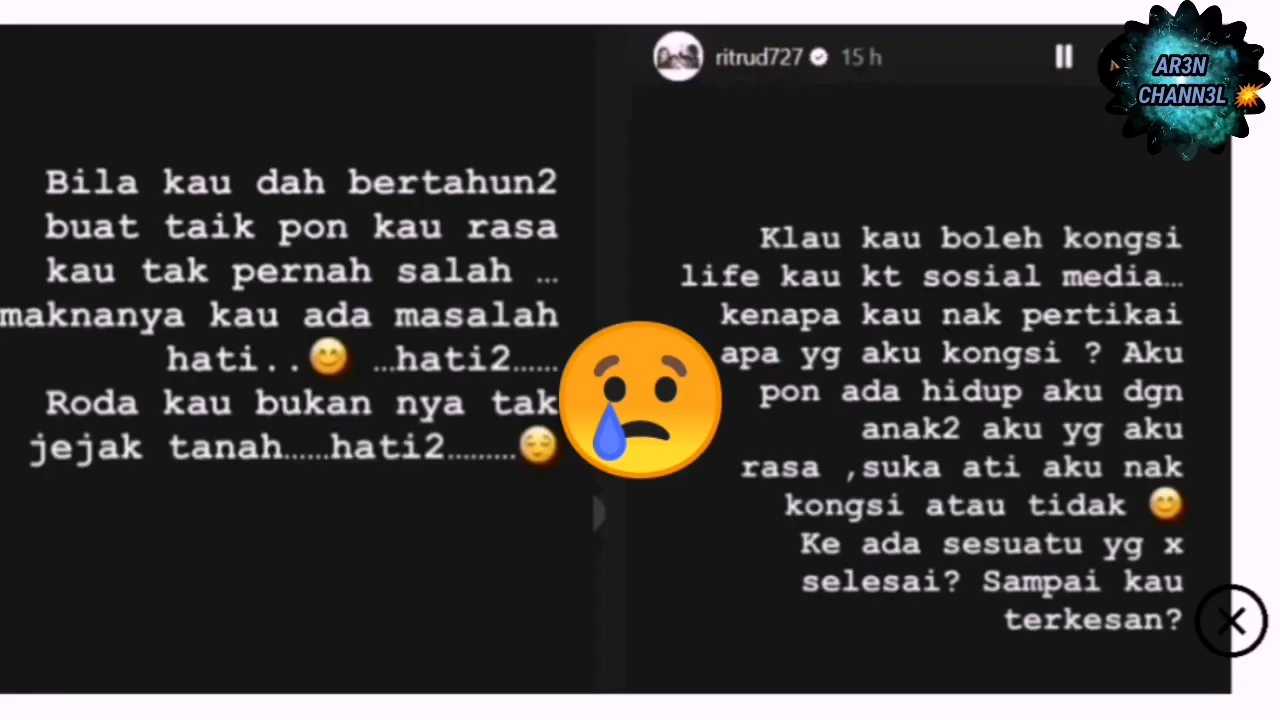 Bila kau dah bertahun2
buat taik pon kau rasa
kau tak pernah salah …
maknanya kau ada masalah
hati..😊 …hati2……
Roda kau bukan nya tak
jejak tanah……hati2………😌
ritrud727 15 h
Klau kau boleh kongsi
life kau kt sosial media…
kenapa kau nak pertikai
apa yg aku kongsi ? Aku
pon ada hidup aku dgn
anak2 aku yg aku
rasa ,suka ati aku nak
kongsi atau tidak 😊
Ke ada sesuatu yg x
selesai? Sampai kau
terkesan?
AR3N
CHANN3L